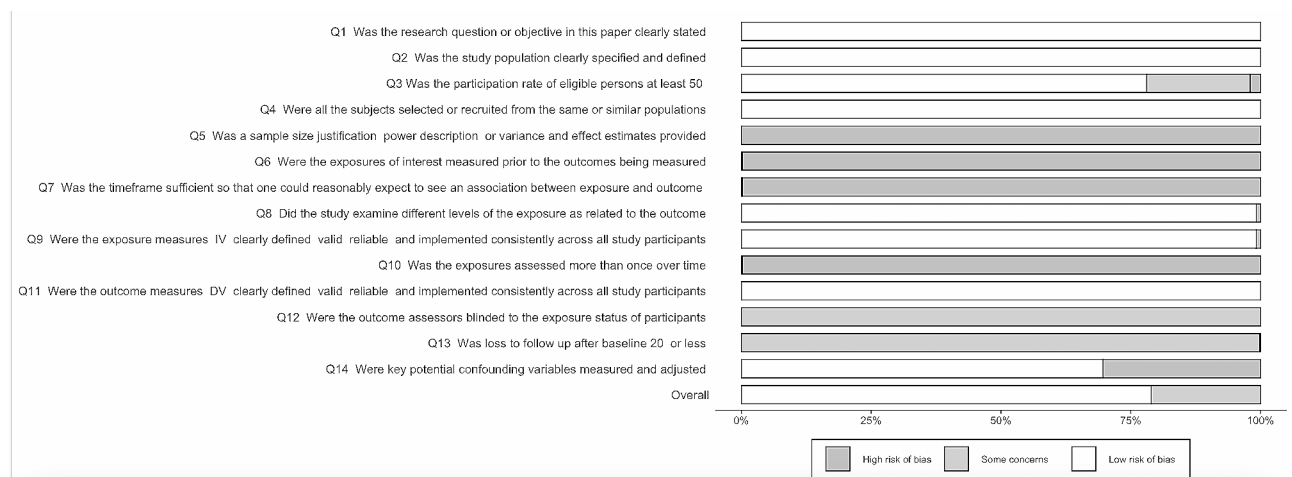 Q1 Was the research question or objective in this paper clearly stated
Q2 Was the study population clearly specified and defined
Q3 Was the participation rate of eligible persons at least 50
Q4 Were all the subjects selected or recruited from the same or similar populations
Q5 Was a sample size justification power description or variance and effect estimates provided
Q6 Were the exposures of interest measured prior to the outcomes being measured
Q7 Was the timeframe sufficient so that one could reasonably expect to see an association between exposure and outcome
Q8 Did the study examine different levels of the exposure as related to the outcome
Q9 Were the exposure measures IV clearly defined valid reliable and implemented consistently across all study participants
Q10 Was the exposures assessed more than once over time
Q11 Were the outcome measures DV clearly defined valid reliable and implemented consistently across all study participants
Q12 Were the outcome assessors blinded to the exposure status of participants
Q13 Was loss to follow up after baseline 20 or less
Q14 Were key potential confounding variables measured and adjusted
Overall
0% 25% 50% 75% 100%
High risk of bias Some concerns Low risk of bias